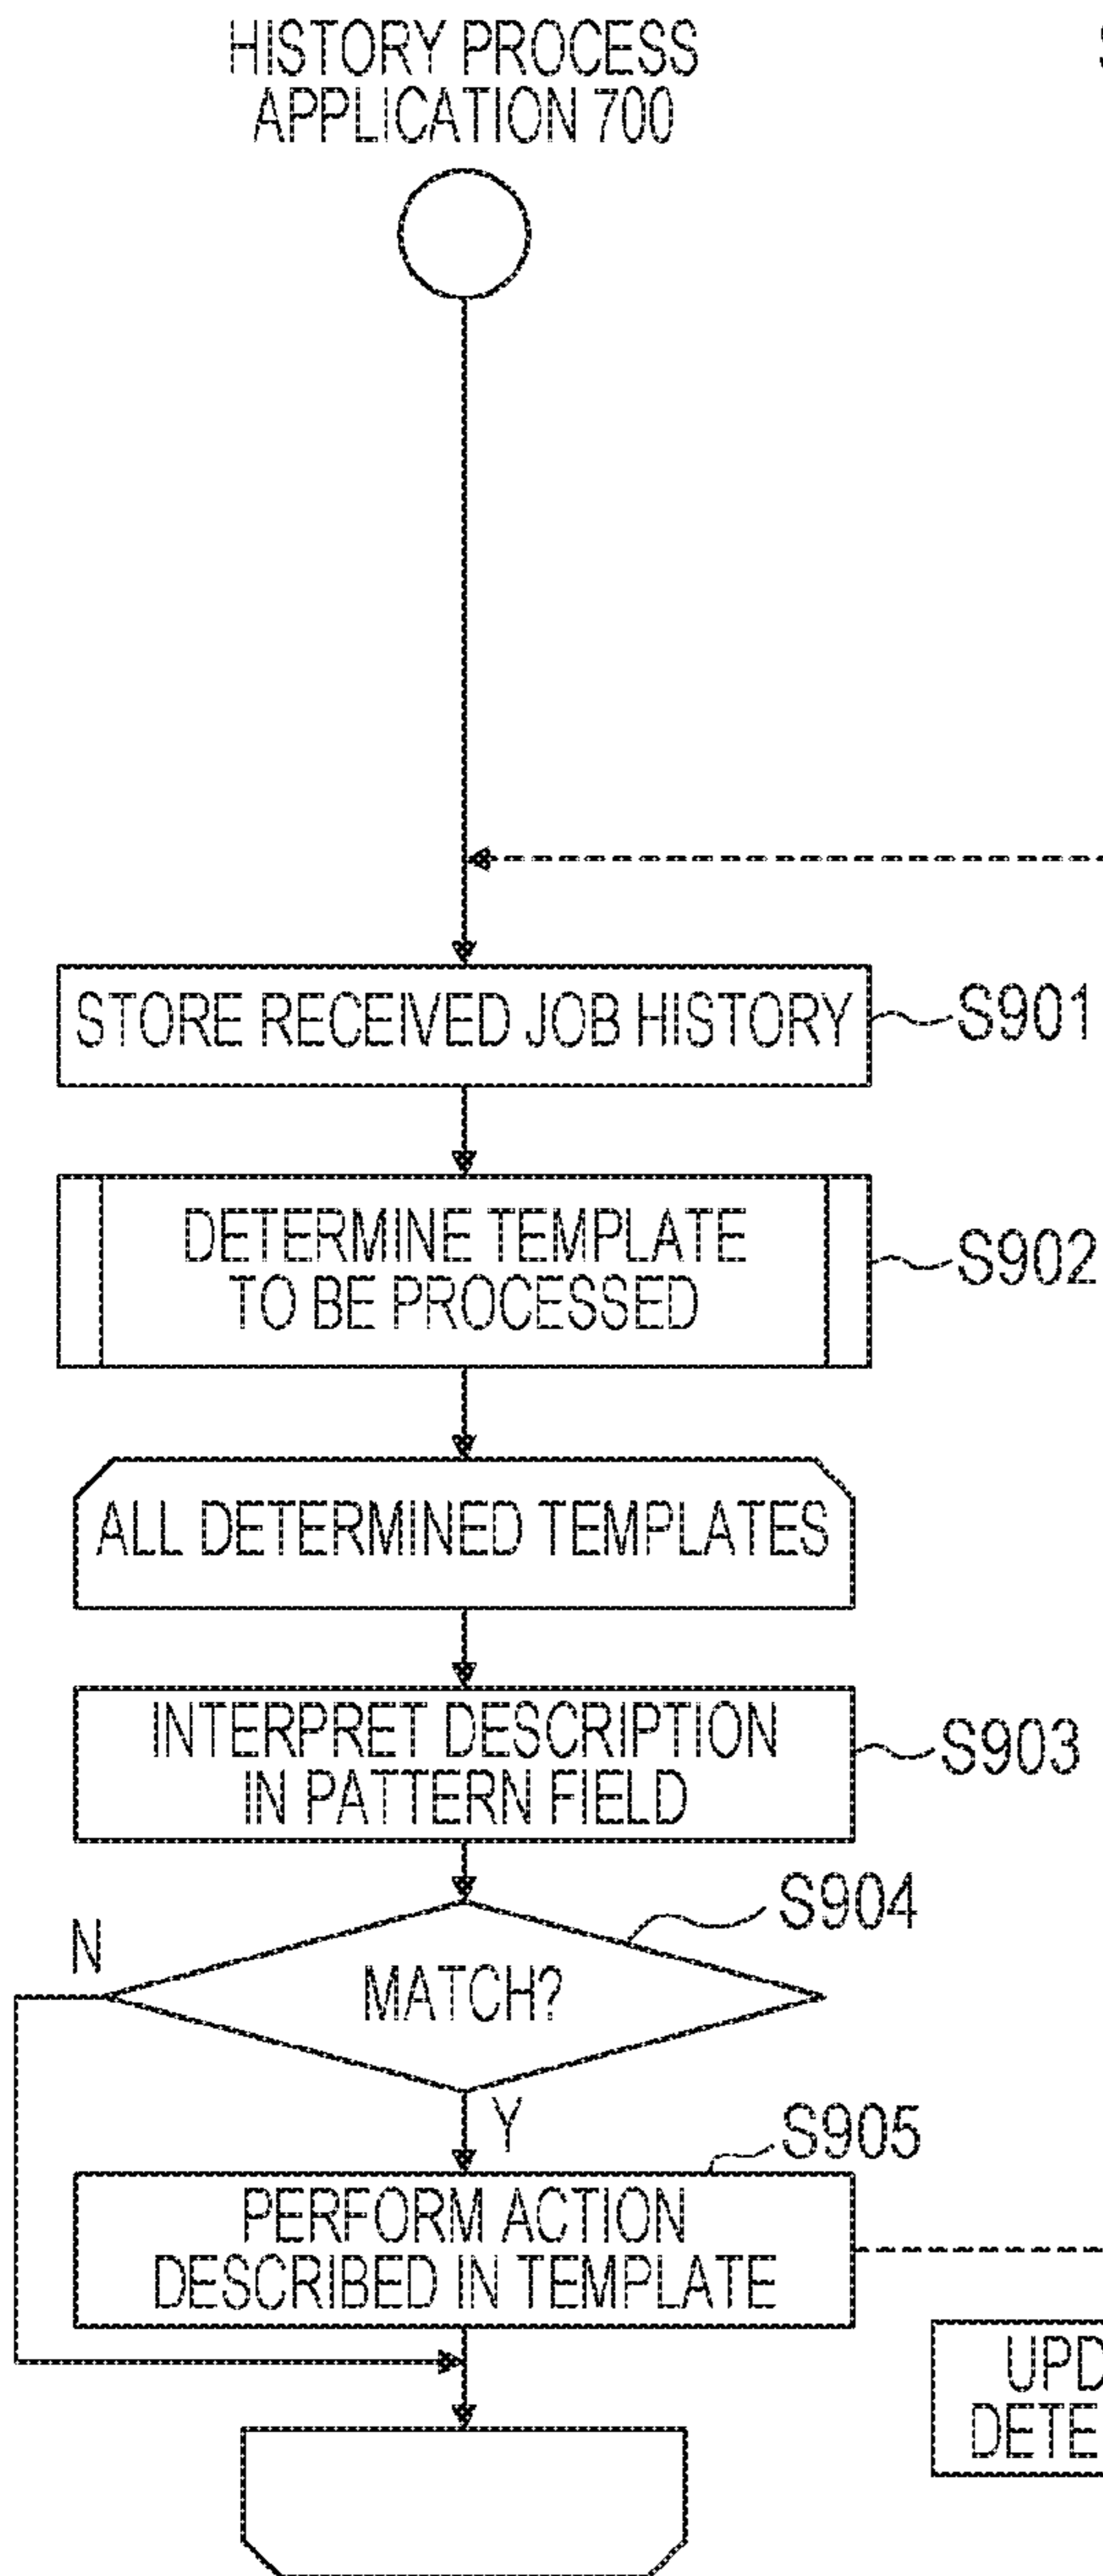 HISTORY PROCESS
APPLICATION 700
STORE RECEIVED JOB HISTORY
S901
DETERMINE TEMPLATE
TO BE PROCESSED
S902
ALL DETERMINED TEMPLATES
INTERPRET DESCRIPTION
IN PATTERN FIELD
S903
S904
N
MATCH?
Y
S905
PERFORM ACTION
DESCRIBED IN TEMPLATE